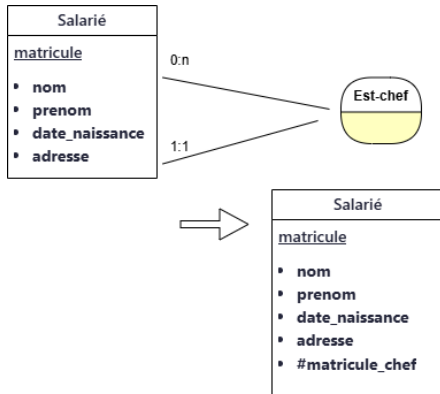 Salarié
matricule
nom
prenom
date_naissance
adresse
0:n
1:1
Est-chef
Salarié
matricule
nom
prenom
date_naissance
adresse
#matricule_chef